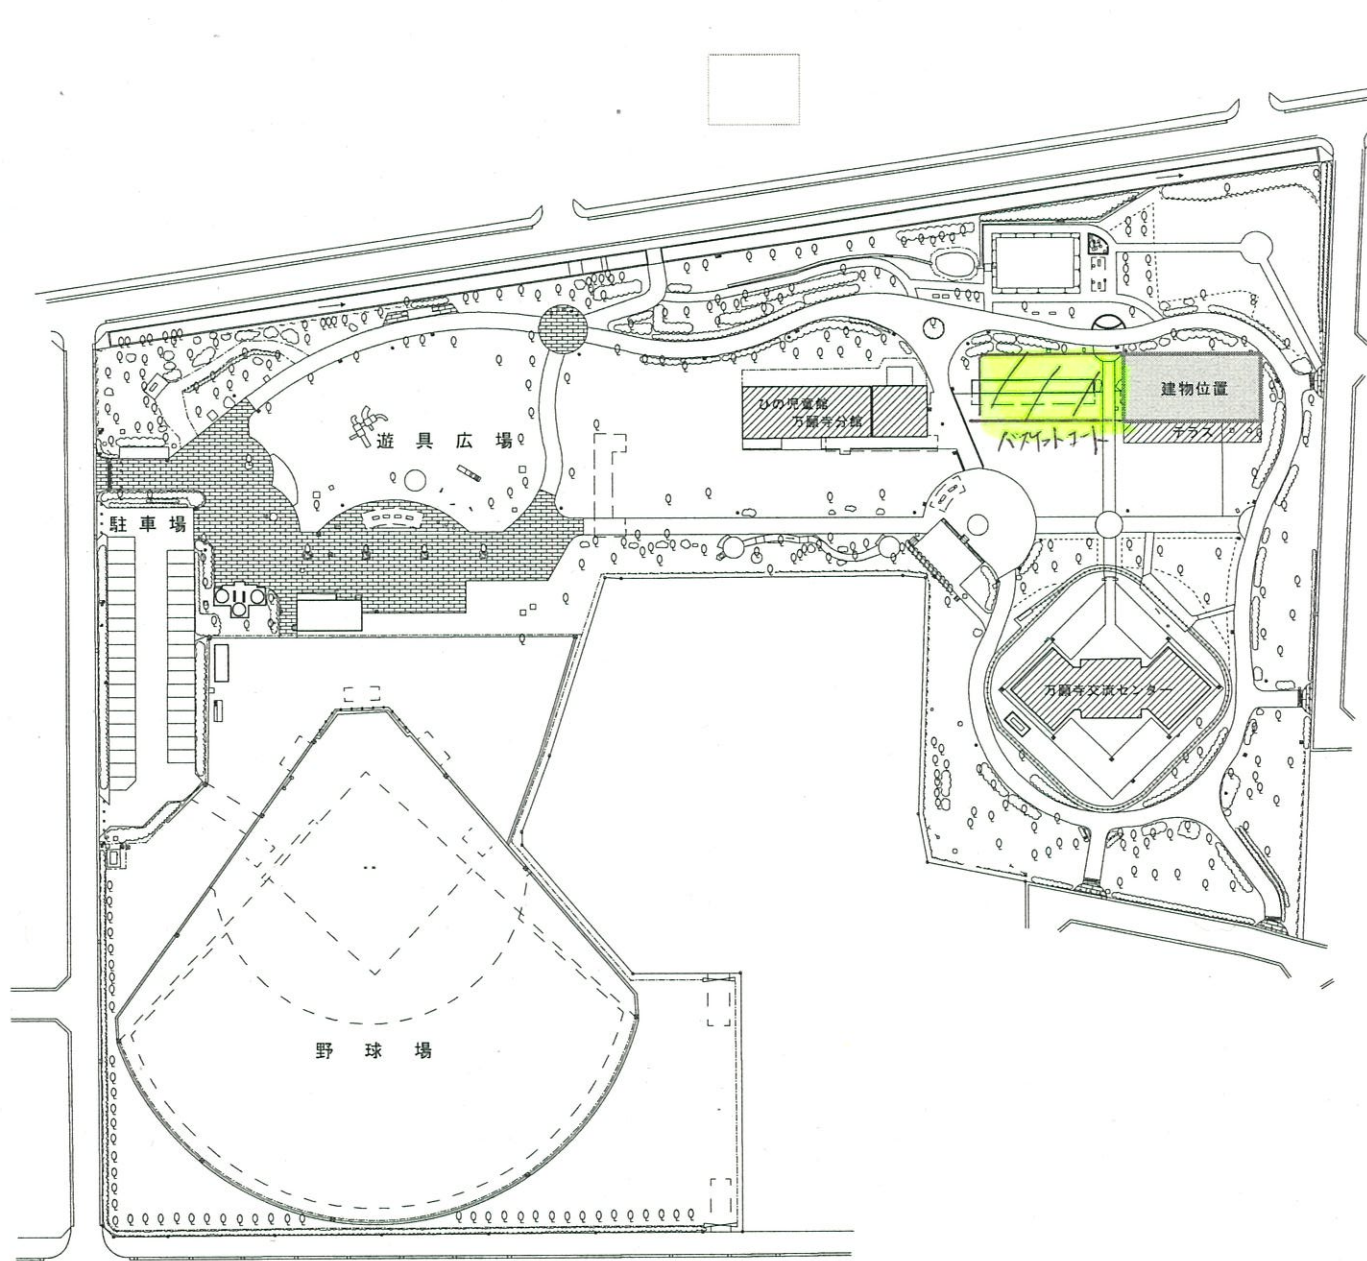 建物位置
ひの児童館
万願寺分館
テラス
バスケットコート
遊具広場
駐車場
万願寺交流センター
野球場